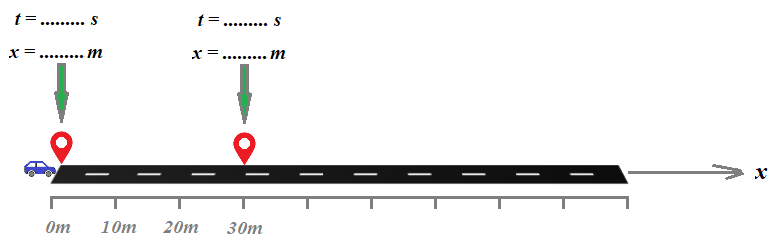 t = ......... s t = ......... s
x = ......... m x = ......... m
x
0m 10m 20m 30m